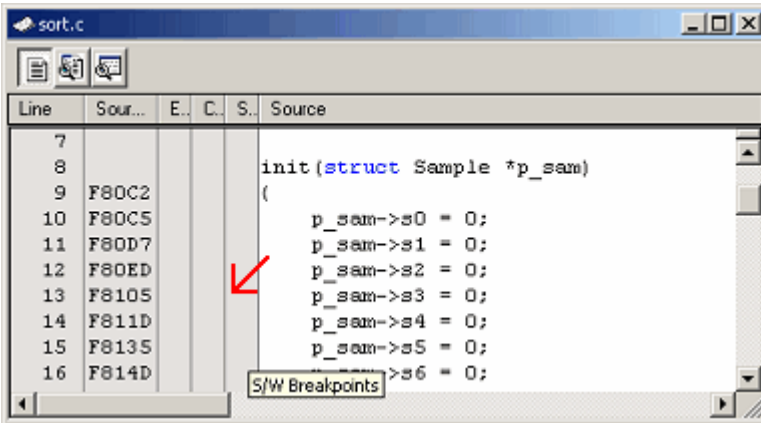 sort.c
Line Sour... E.. C.. S.. Source
7
8 init(struct Sample *p_sam)
9 F80C2 {
10 F80C5 p_sam->s0 = 0;
11 F80D7 p_sam->s1 = 0;
12 F80ED p_sam->s2 = 0;
13 F8105 p_sam->s3 = 0;
14 F811D p_sam->s4 = 0;
15 F8135 p_sam->s5 = 0;
16 F814D p_sam->s6 = 0;
S/W Breakpoints